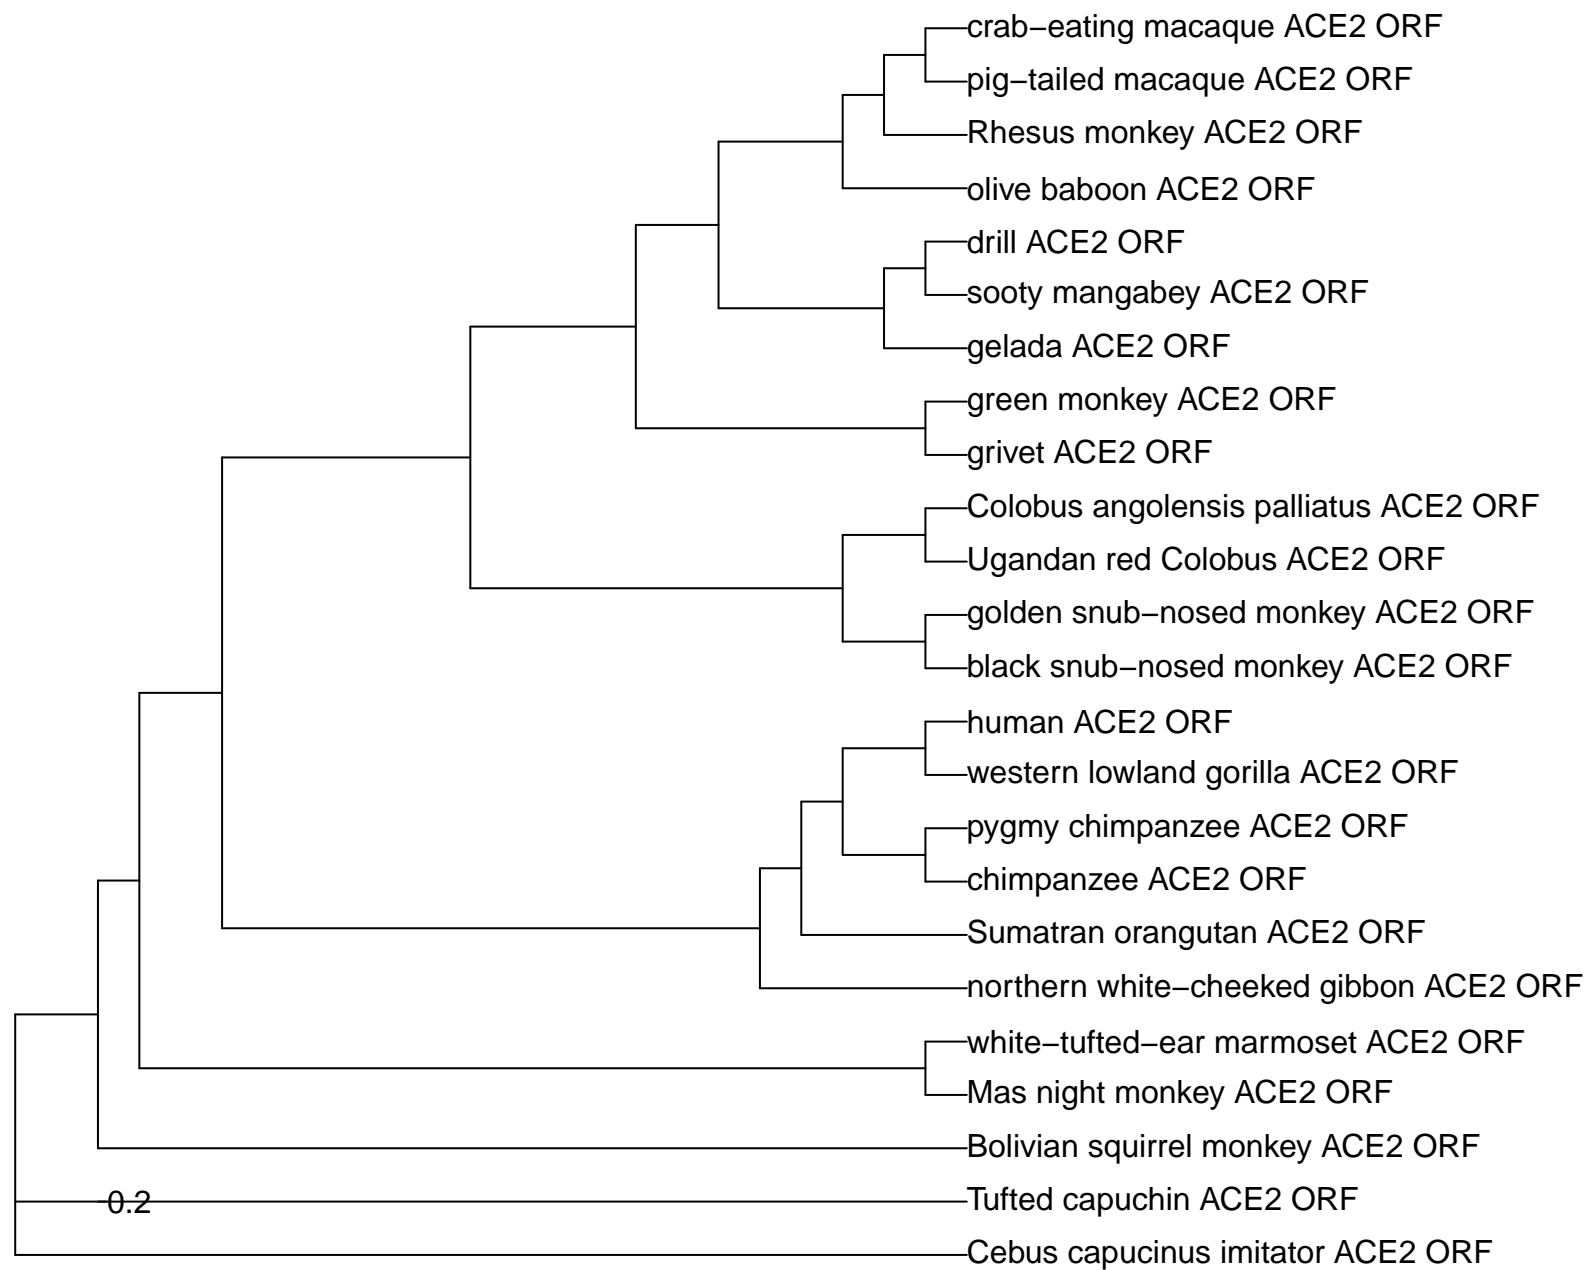 crab−eating macaque ACE2 ORF
pig−tailed macaque ACE2 ORF
Rhesus monkey ACE2 ORF
olive baboon ACE2 ORF
drill ACE2 ORF
sooty mangabey ACE2 ORF
gelada ACE2 ORF
green monkey ACE2 ORF
grivet ACE2 ORF
Colobus angolensis palliatus ACE2 ORF
Ugandan red Colobus ACE2 ORF
golden snub−nosed monkey ACE2 ORF
black snub−nosed monkey ACE2 ORF
human ACE2 ORF
western lowland gorilla ACE2 ORF
pygmy chimpanzee ACE2 ORF
chimpanzee ACE2 ORF
Sumatran orangutan ACE2 ORF
northern white−cheeked gibbon ACE2 ORF
white−tufted−ear marmoset ACE2 ORF
Mas night monkey ACE2 ORF
Bolivian squirrel monkey ACE2 ORF
0.2
Tufted capuchin ACE2 ORF
Cebus capucinus imitator ACE2 ORF